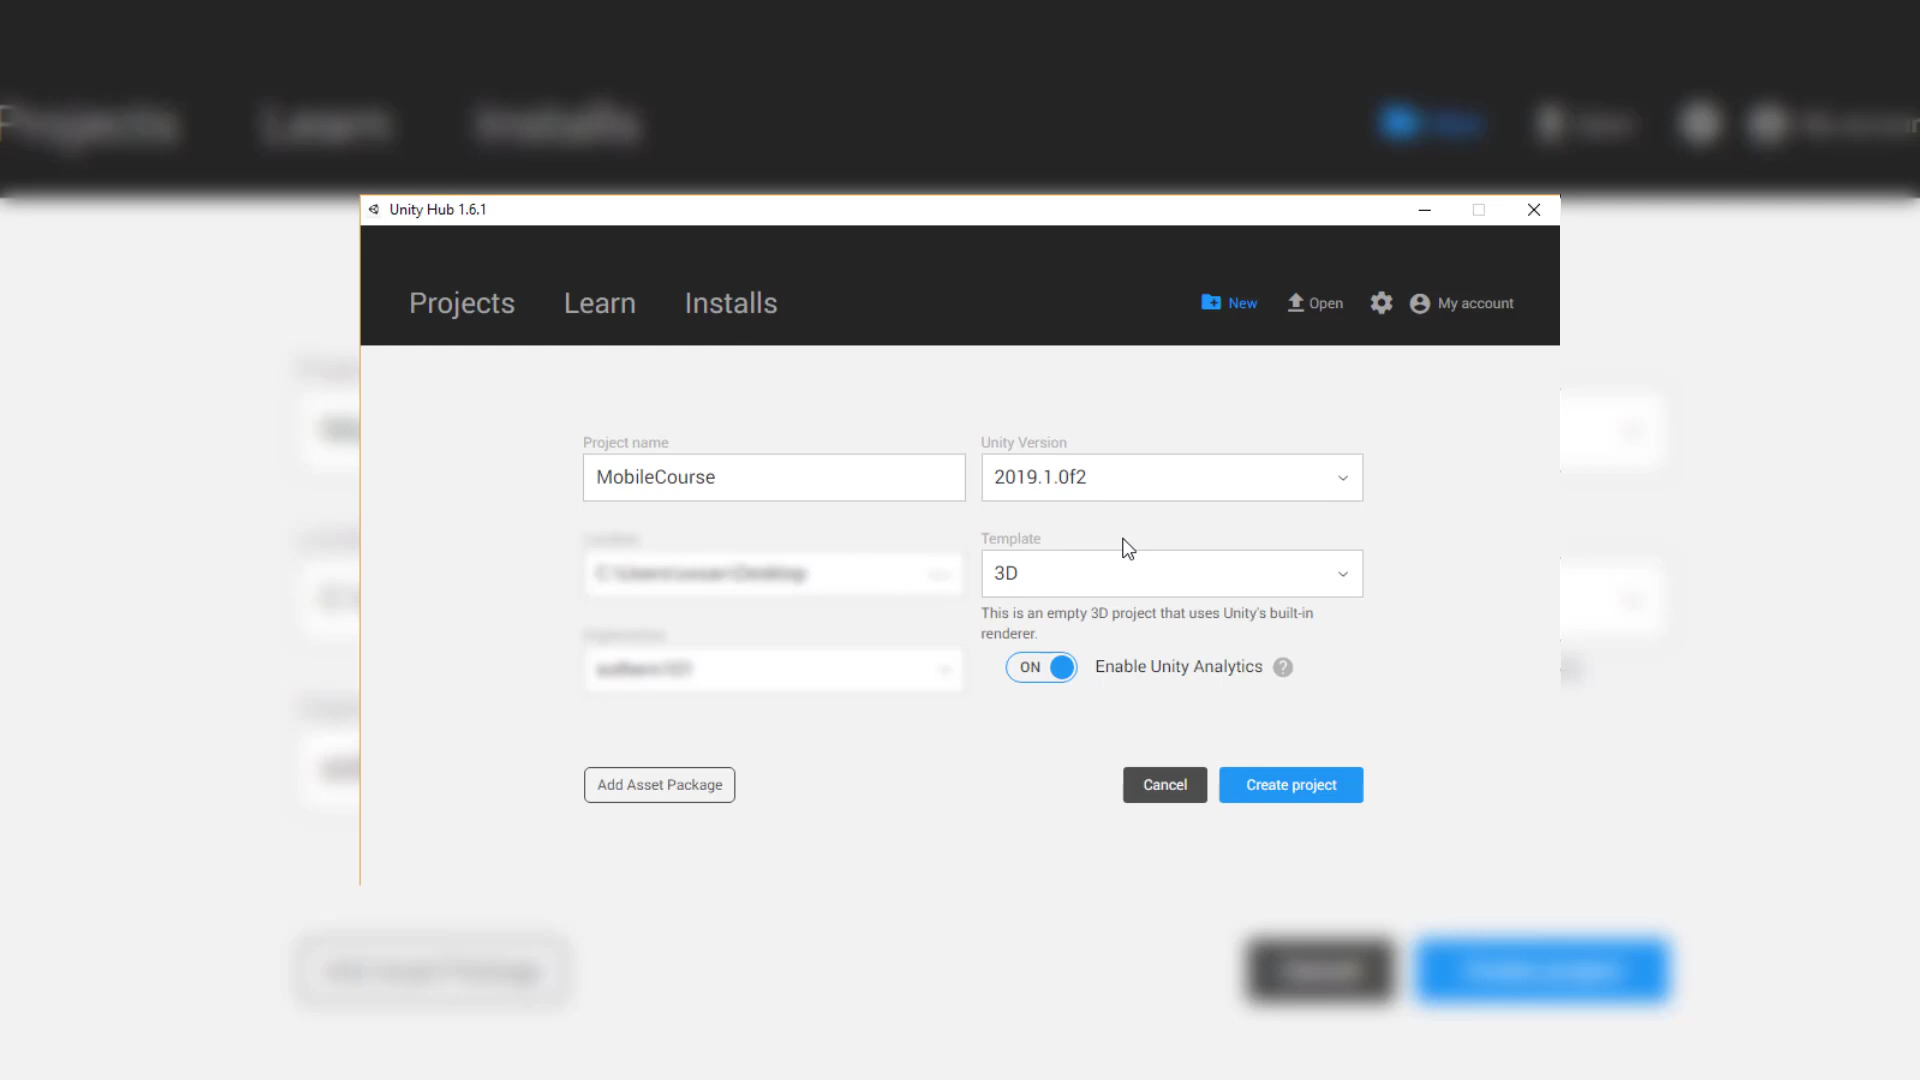 Unity Hub 1.6.1
Projects Learn Installs New Open My account
Project name
MobileCourse
Unity Version
2019.1.0f2
Template
3D
This is an empty 3D project that uses Unity's built-in
renderer.
ON Enable Unity Analytics ?
Add Asset Package Cancel Create project